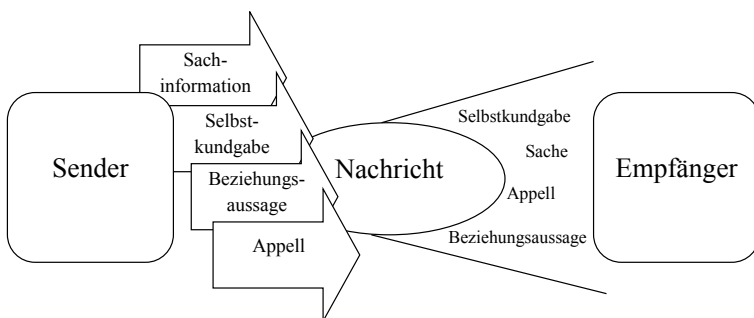 Sach-
information
Selbst-
kundgabe
Beziehungs-
aussage
Appell
Sender
Nachricht
Selbstkundgabe
Sache
Appell
Beziehungsaussage
Empfänger